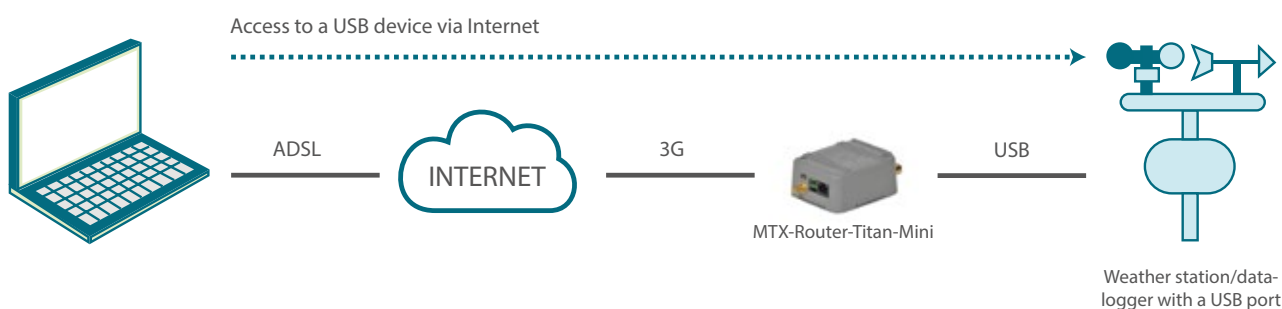 Access to a USB device via Internet
ADSL
INTERNET
3G
USB
MTX-Router-Titan-Mini
Weather station/data-
logger with a USB port